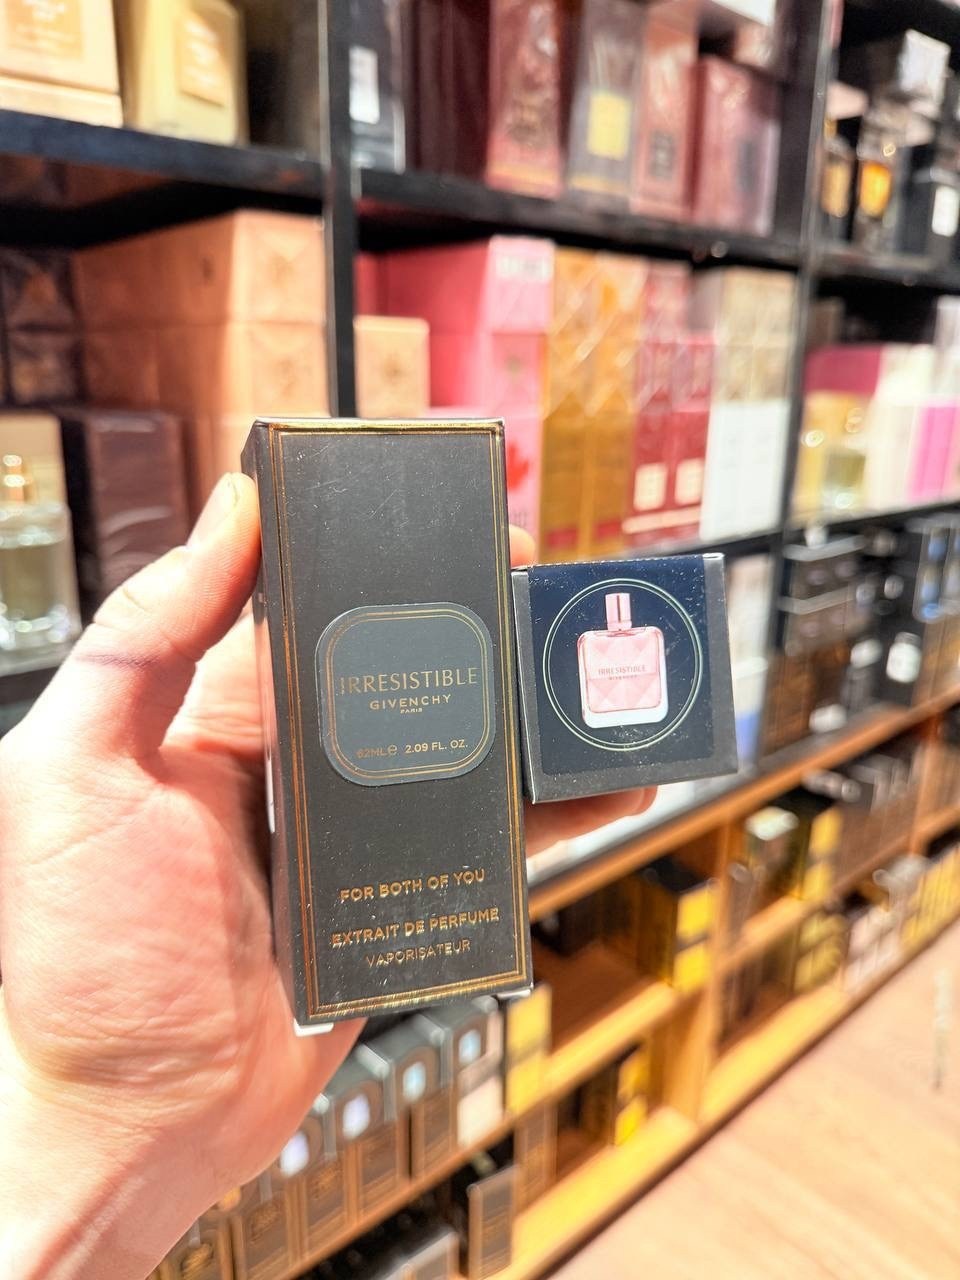 IRRESISTIBLE
GIVENCHY
PARIS
62ML℮ 2.09 FL. OZ.
FOR BOTH OF YOU
EXTRAIT DE PERFUME
VAPORISATEUR
IRRESISTIBLE
GIVENCHY